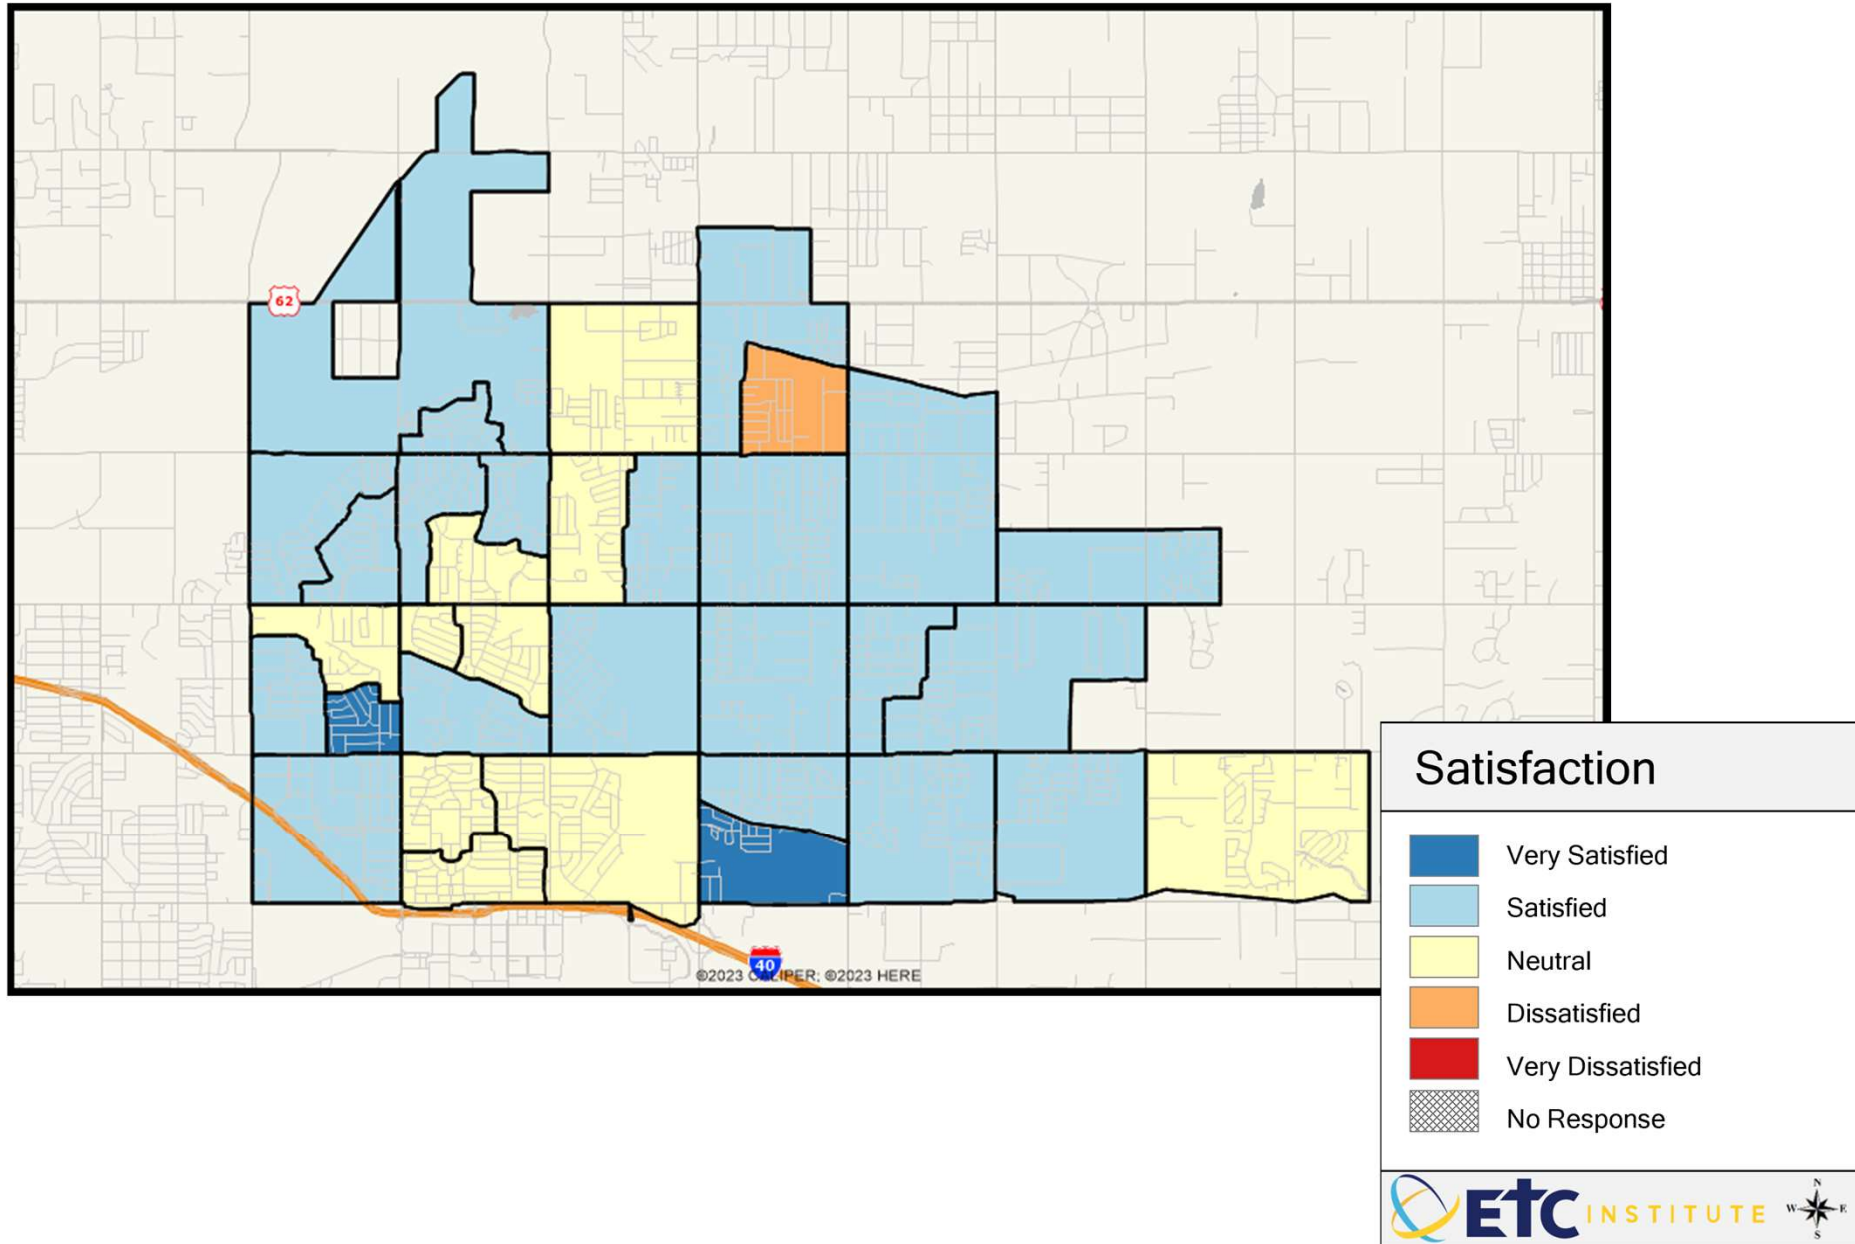 62
40
©2023 CALIPER; ©2023 HERE
Satisfaction
Very Satisfied
Satisfied
Neutral
Dissatisfied
Very Dissatisfied
No Response
ETC INSTITUTE
N
W E
S